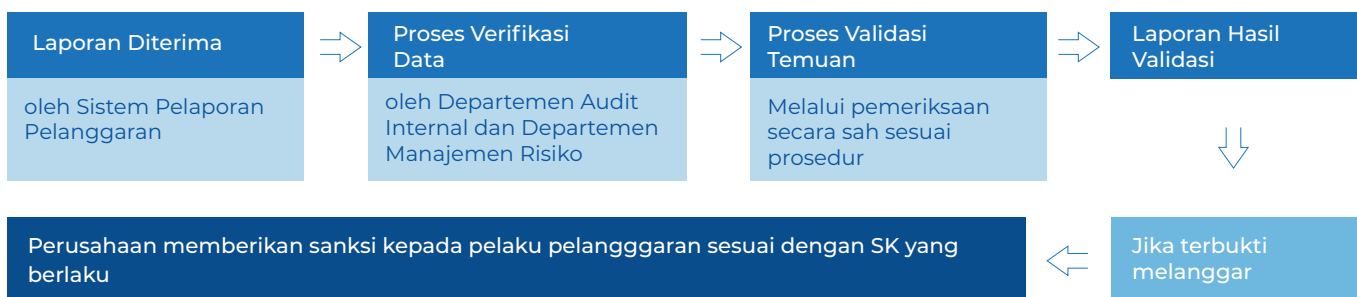 Laporan Diterima
oleh Sistem Pelaporan
Pelanggaran
Proses Verifikasi
Data
oleh Departemen Audit
Internal dan Departemen
Manajemen Risiko
Proses Validasi
Temuan
Melalui pemeriksaan
secara sah sesuai
prosedur
Laporan Hasil
Validasi
Jika terbukti
melanggar
Perusahaan memberikan sanksi kepada pelaku pelangggaran sesuai dengan SK yang
berlaku